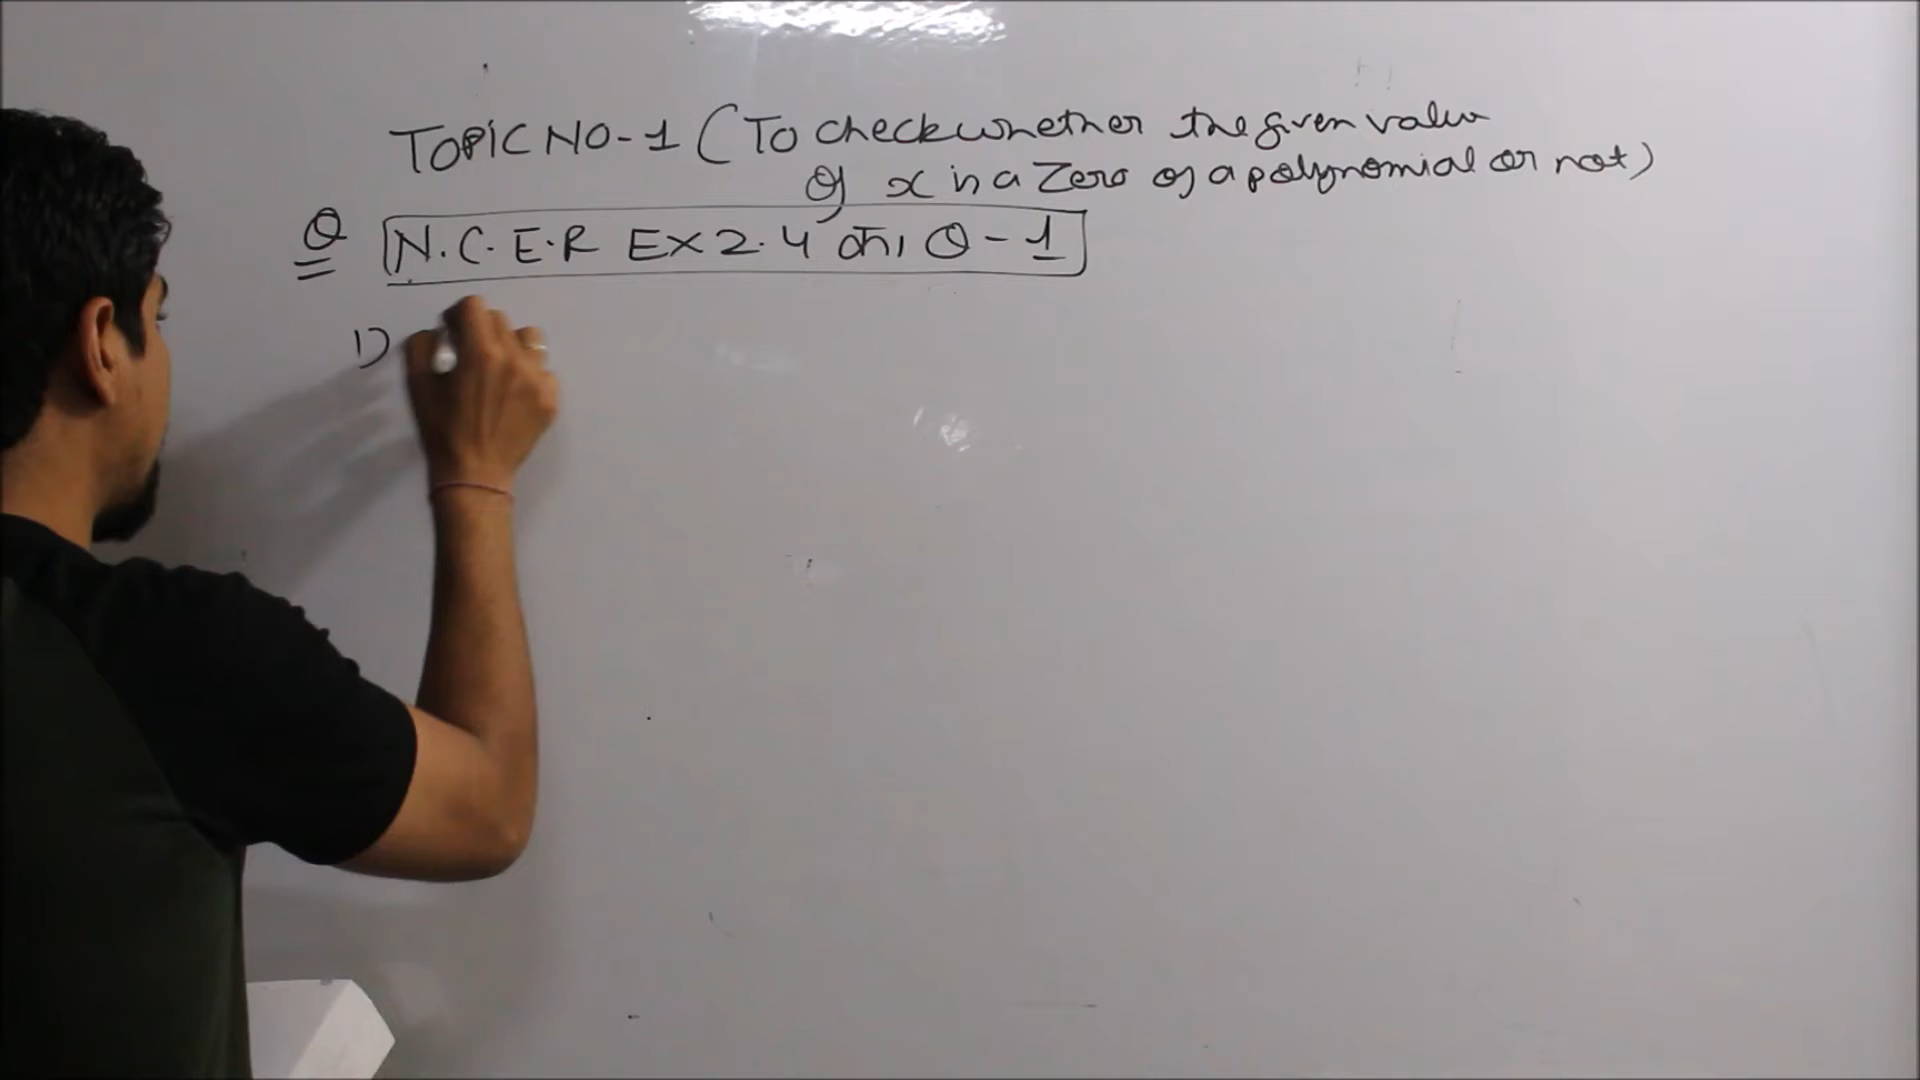 TOPIC NO-1 (To check whether the given value
of x is a Zero of a polynomial or not)
Q N.C.E.R EX 2.4 का Q-1
1)